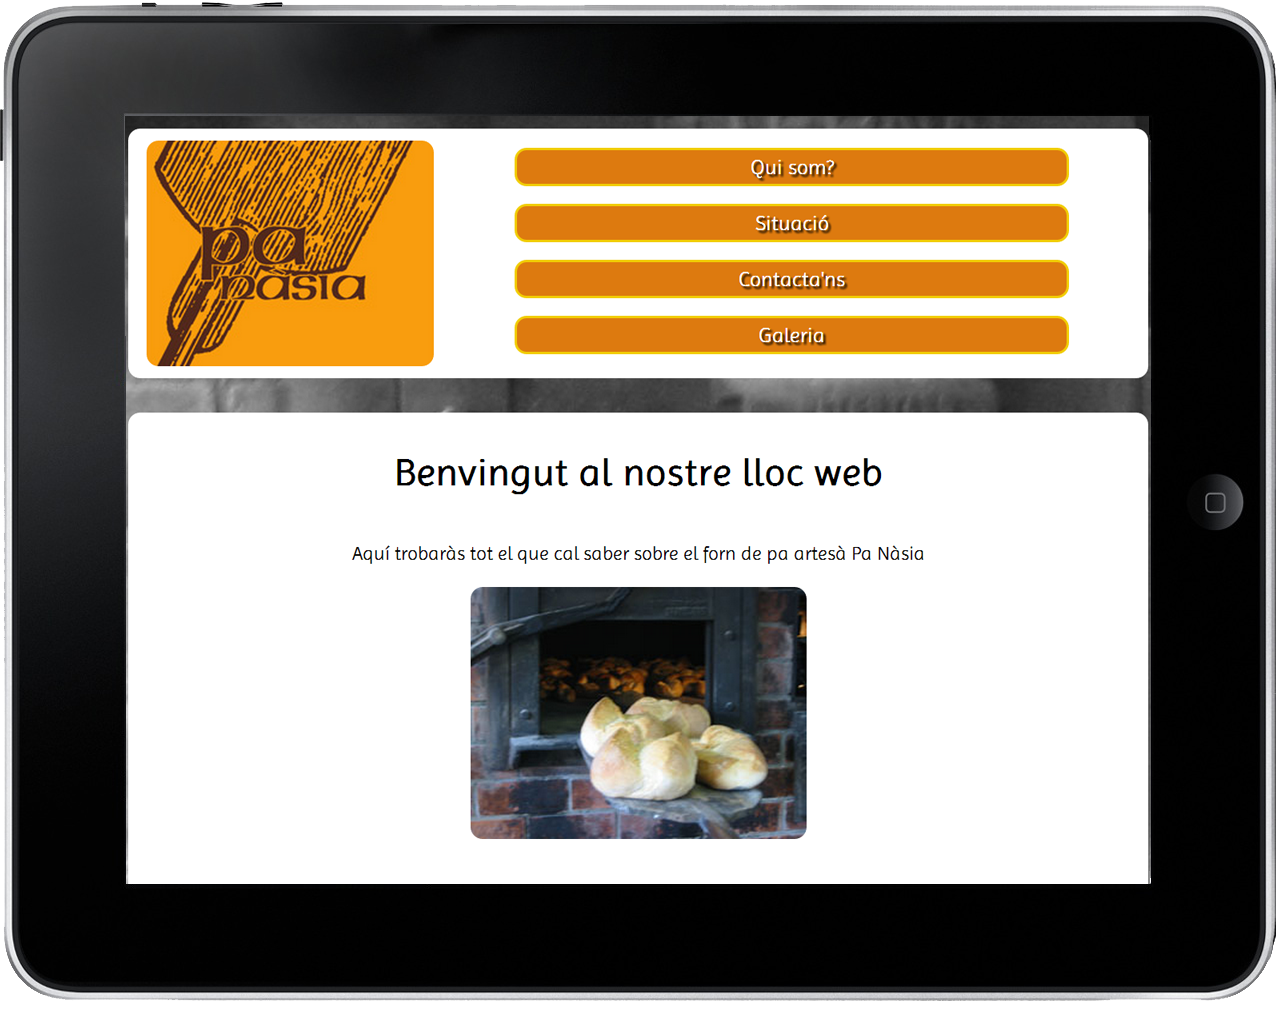 pa
nàsia
Qui som?
Situació
Contacta'ns
Galeria
Benvingut al nostre lloc web
Aquí trobaràs tot el que cal saber sobre el forn de pa artesà Pa Nàsia